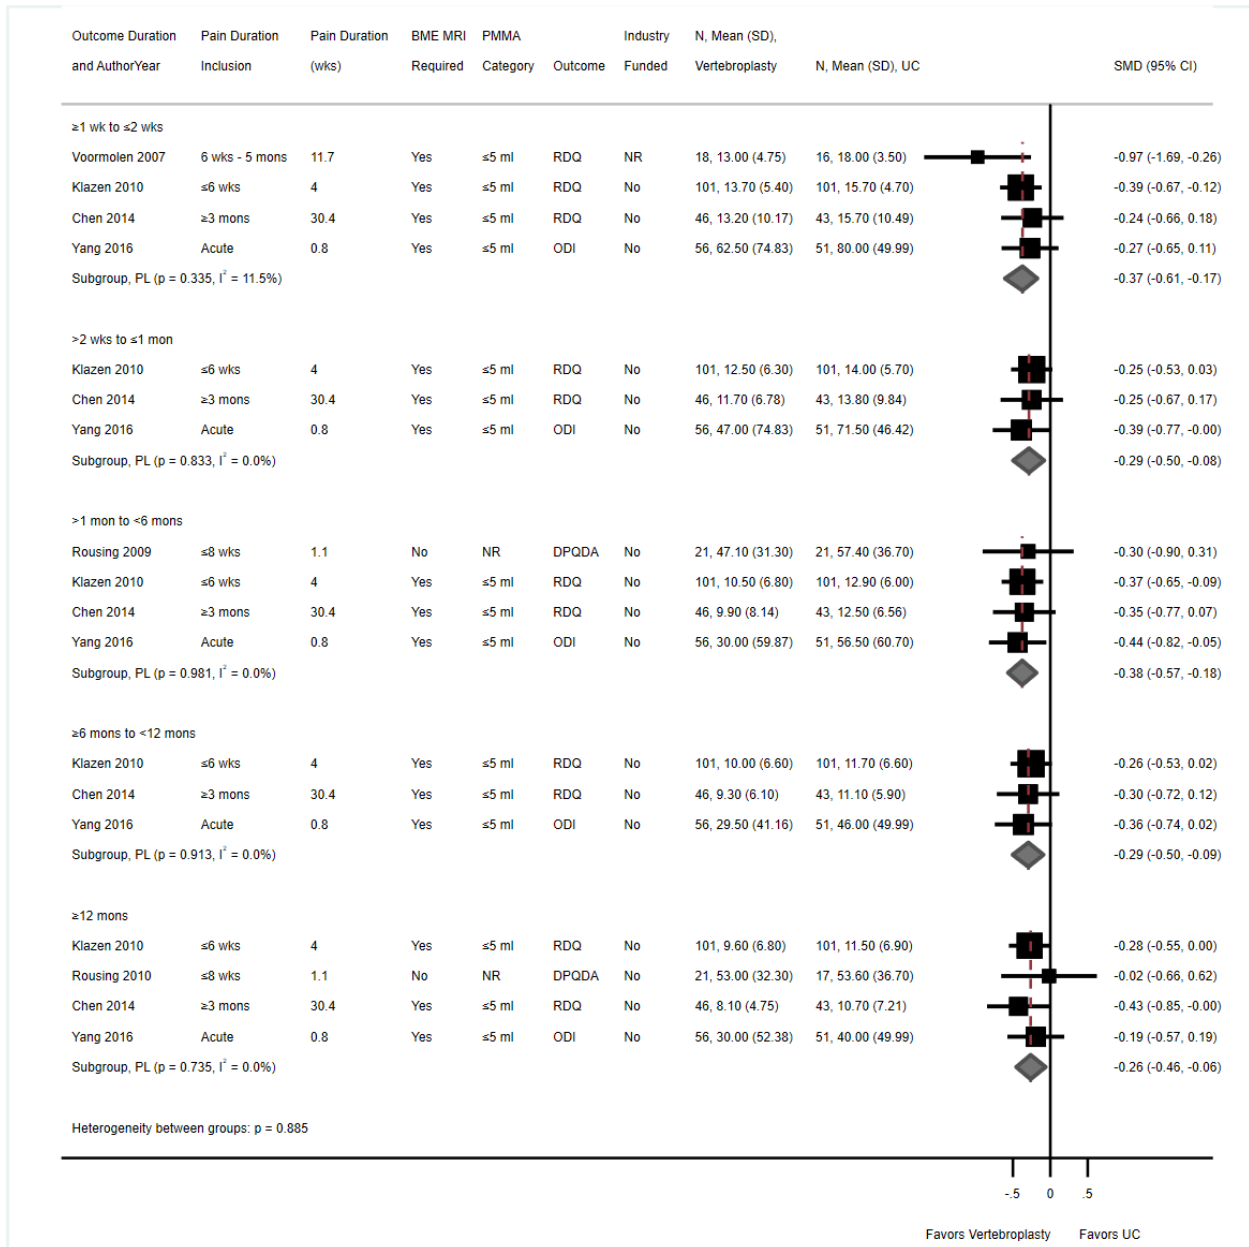 Outcome Duration Pain Duration Pain Duration BME MRI PMMA Industry N, Mean (SD),
and AuthorYear Inclusion (wks) Required Category Outcome Funded Vertebroplasty N, Mean (SD), UC SMD (95% CI)
≥1 wk to ≤2 wks
Voormolen 2007 6 wks - 5 mons 11.7 Yes ≤5 ml RDQ NR 18, 13.00 (4.75) 16, 18.00 (3.50) -0.97 (-1.69, -0.26)
Klazen 2010 ≤6 wks 4 Yes ≤5 ml RDQ No 101, 13.70 (5.40) 101, 15.70 (4.70) -0.39 (-0.67, -0.12)
Chen 2014 ≥3 mons 30.4 Yes ≤5 ml RDQ No 46, 13.20 (10.17) 43, 15.70 (10.49) -0.24 (-0.66, 0.18)
Yang 2016 Acute 0.8 Yes ≤5 ml ODI No 56, 62.50 (74.83) 51, 80.00 (49.99) -0.27 (-0.65, 0.11)
Subgroup, PL (p = 0.335, I² = 11.5%) -0.37 (-0.61, -0.17)
>2 wks to ≤1 mon
Klazen 2010 ≤6 wks 4 Yes ≤5 ml RDQ No 101, 12.50 (6.30) 101, 14.00 (5.70) -0.25 (-0.53, 0.03)
Chen 2014 ≥3 mons 30.4 Yes ≤5 ml RDQ No 46, 11.70 (6.78) 43, 13.80 (9.84) -0.25 (-0.67, 0.17)
Yang 2016 Acute 0.8 Yes ≤5 ml ODI No 56, 47.00 (74.83) 51, 71.50 (46.42) -0.39 (-0.77, -0.00)
Subgroup, PL (p = 0.833, I² = 0.0%) -0.29 (-0.50, -0.08)
>1 mon to <6 mons
Rousing 2009 ≤8 wks 1.1 No NR DPQDA No 21, 47.10 (31.30) 21, 57.40 (36.70) -0.30 (-0.90, 0.31)
Klazen 2010 ≤6 wks 4 Yes ≤5 ml RDQ No 101, 10.50 (6.80) 101, 12.90 (6.00) -0.37 (-0.65, -0.09)
Chen 2014 ≥3 mons 30.4 Yes ≤5 ml RDQ No 46, 9.90 (8.14) 43, 12.50 (6.56) -0.35 (-0.77, 0.07)
Yang 2016 Acute 0.8 Yes ≤5 ml ODI No 56, 30.00 (59.87) 51, 56.50 (60.70) -0.44 (-0.82, -0.05)
Subgroup, PL (p = 0.981, I² = 0.0%) -0.38 (-0.57, -0.18)
≥6 mons to <12 mons
Klazen 2010 ≤6 wks 4 Yes ≤5 ml RDQ No 101, 10.00 (6.60) 101, 11.70 (6.60) -0.26 (-0.53, 0.02)
Chen 2014 ≥3 mons 30.4 Yes ≤5 ml RDQ No 46, 9.30 (6.10) 43, 11.10 (5.90) -0.30 (-0.72, 0.12)
Yang 2016 Acute 0.8 Yes ≤5 ml ODI No 56, 29.50 (41.16) 51, 46.00 (49.99) -0.36 (-0.74, 0.02)
Subgroup, PL (p = 0.913, I² = 0.0%) -0.29 (-0.50, -0.09)
≥12 mons
Klazen 2010 ≤6 wks 4 Yes ≤5 ml RDQ No 101, 9.60 (6.80) 101, 11.50 (6.90) -0.28 (-0.55, 0.00)
Rousing 2010 ≤8 wks 1.1 No NR DPQDA No 21, 53.00 (32.30) 17, 53.60 (36.70) -0.02 (-0.66, 0.62)
Chen 2014 ≥3 mons 30.4 Yes ≤5 ml RDQ No 46, 8.10 (4.75) 43, 10.70 (7.21) -0.43 (-0.85, -0.00)
Yang 2016 Acute 0.8 Yes ≤5 ml ODI No 56, 30.00 (52.38) 51, 40.00 (49.99) -0.19 (-0.57, 0.19)
Subgroup, PL (p = 0.735, I² = 0.0%) -0.26 (-0.46, -0.06)
Heterogeneity between groups: p = 0.885
-.5 0 .5
Favors Vertebroplasty Favors UC